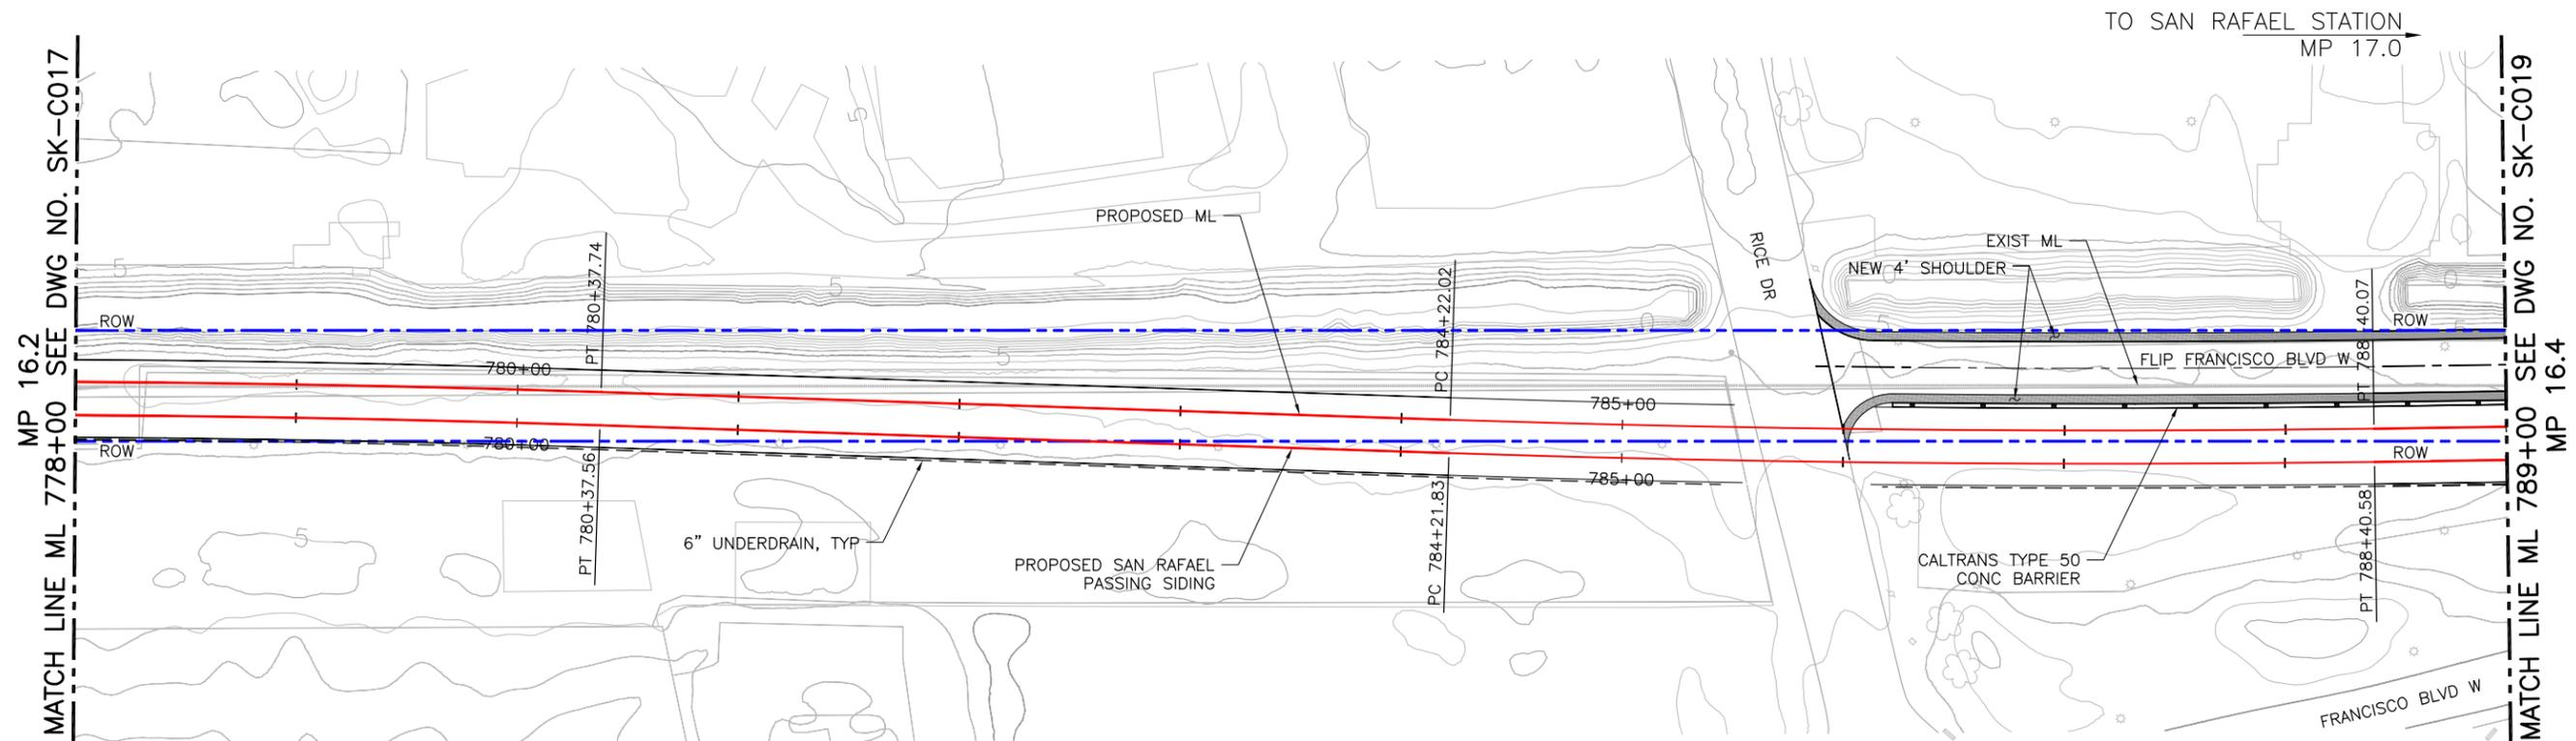 TO SAN RAFAEL STATION
MP 17.0
MP 16.2
MATCH LINE ML 778+00 SEE DWG NO. SK-C017
5
5
PROPOSED ML
RICE DR
EXIST ML
NEW 4' SHOULDER
PT 780+37.74
PC 784+22.02
PT 788+40.07
5
5
0
0
0
ROW
ROW
5
5
5
FLIP FRANCISCO BLVD W
780+00
785+00
780+00
785+00
ROW
ROW
PT 780+37.56
PC 784+21.83
PT 788+40.58
5
6" UNDERDRAIN, TYP
PROPOSED SAN RAFAEL
PASSING SIDING
CALTRANS TYPE 50
CONC BARRIER
FRANCISCO BLVD W
MATCH LINE ML 789+00 SEE DWG NO. SK-C019
MP 16.4